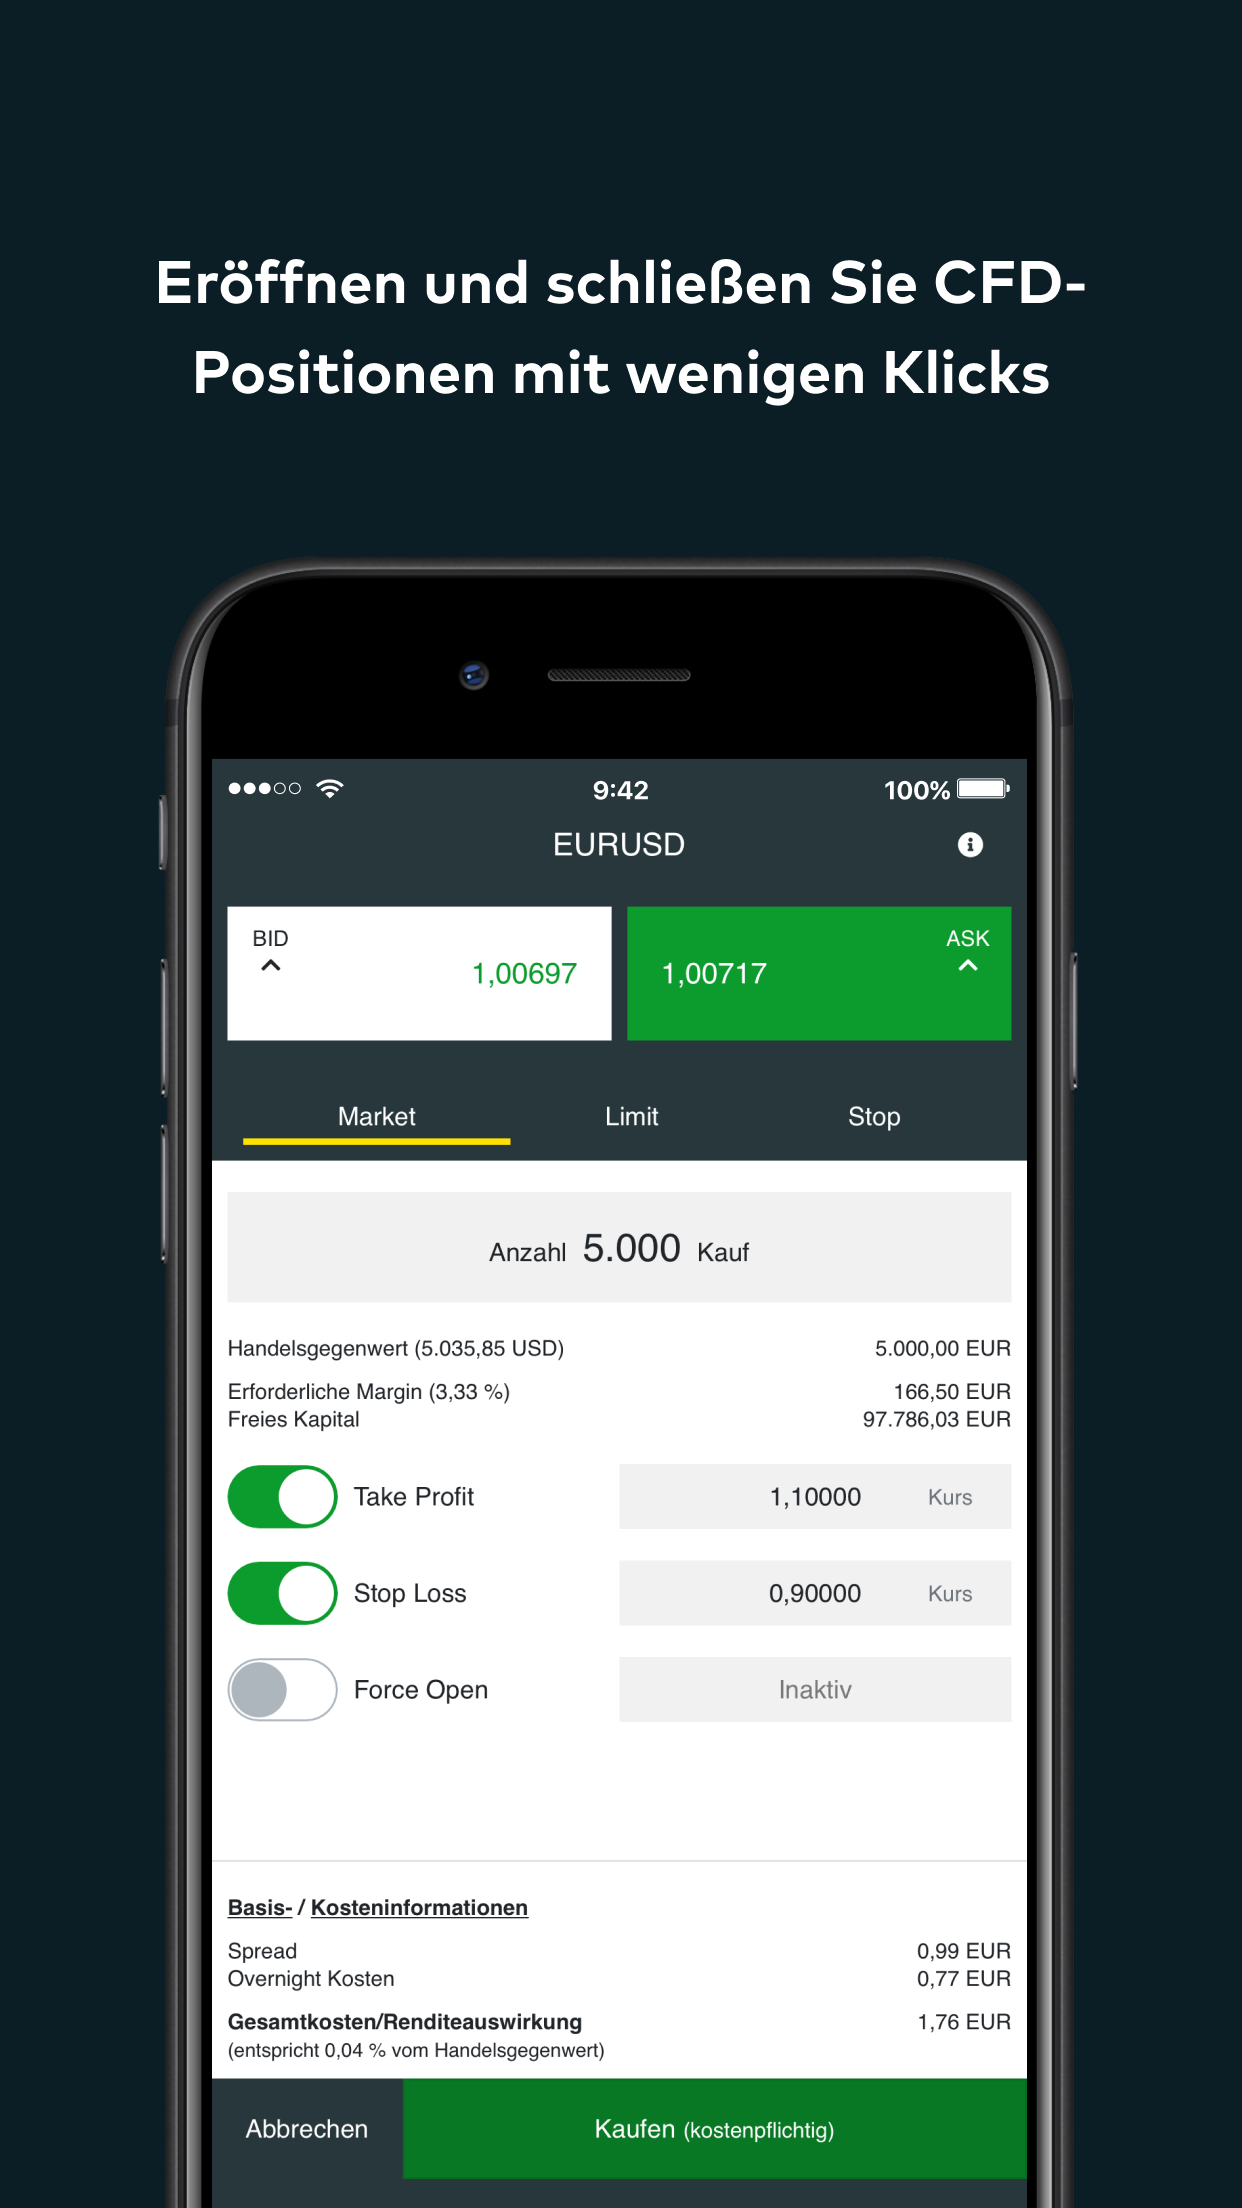 Eröffnen und schließen Sie CFD-
Positionen mit wenigen Klicks
9:42
100%
EURUSD
BID
1,00697
1,00717
ASK
Market
Limit
Stop
Anzahl 5.000 Kauf
Handelsgegenwert (5.035,85 USD) 5.000,00 EUR
Erforderliche Margin (3,33 %) 166,50 EUR
Freies Kapital 97.786,03 EUR
Take Profit 1,10000 Kurs
Stop Loss 0,90000 Kurs
Force Open Inaktiv
Basis- / Kosteninformationen
Spread 0,99 EUR
Overnight Kosten 0,77 EUR
Gesamtkosten/Renditeauswirkung 1,76 EUR
(entspricht 0,04 % vom Handelsgegenwert)
Abbrechen
Kaufen (kostenpflichtig)